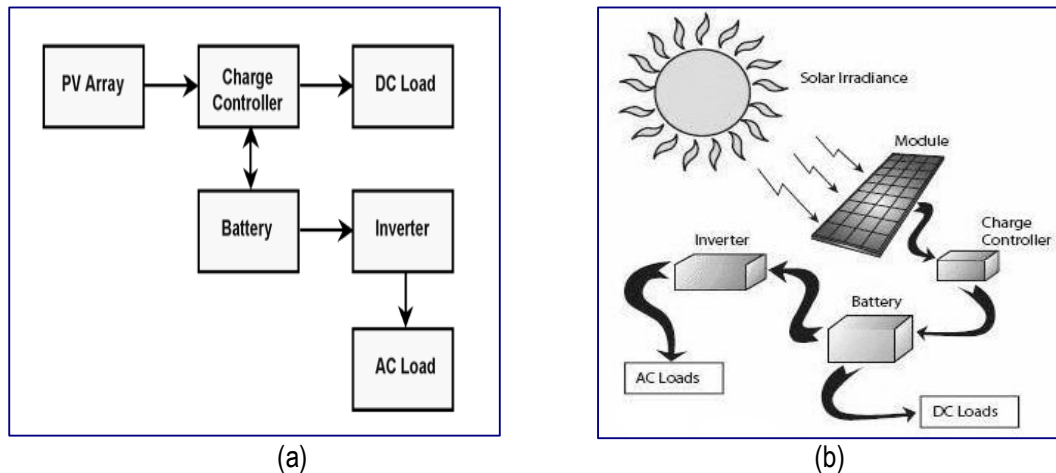 PV Array
Charge
Controller
DC Load
Battery
Inverter
AC Load
(a)
Solar Irradiance
Module
Charge
Controller
Inverter
Battery
AC Loads
DC Loads
(b)